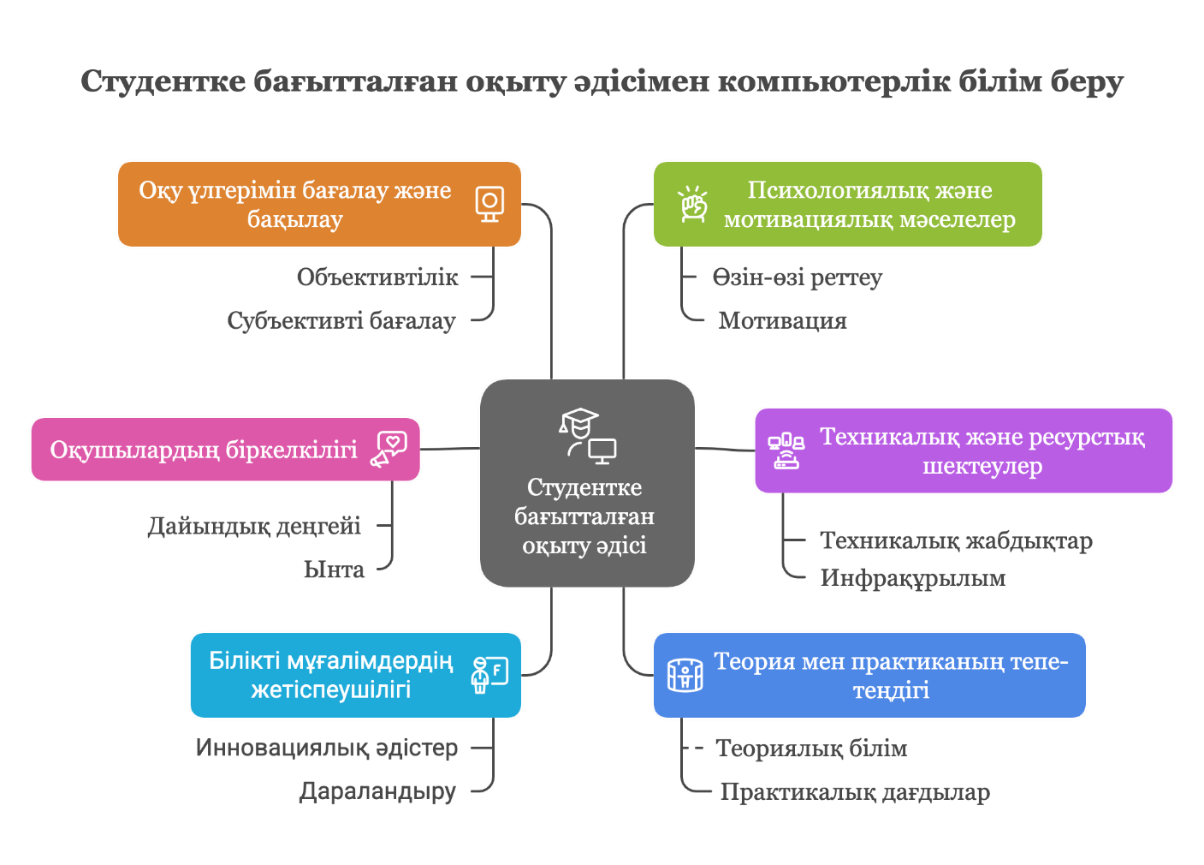 Студентке бағытталған оқыту әдісімен компьютерлік білім беру
Оқу үлгерімін бағалау және
бақылау
Объективтілік
Субъективті бағалау
Психологиялық және
мотивациялық мәселелер
Өзін-өзі реттеу
Мотивация
Оқушылардың біркелкілігі
Дайындық деңгейі
Ынта
Студентке
бағытталған
оқыту әдісі
Техникалық және ресурстық
шектеулер
Техникалық жабдықтар
Инфрақұрылым
Білікті мұғалімдердің
жетіспеушілігі
F
Инновациялық әдістер
Дараландыру
Теория мен практиканың тепе-
теңдігі
Теориялық білім
Практикалық дағдылар